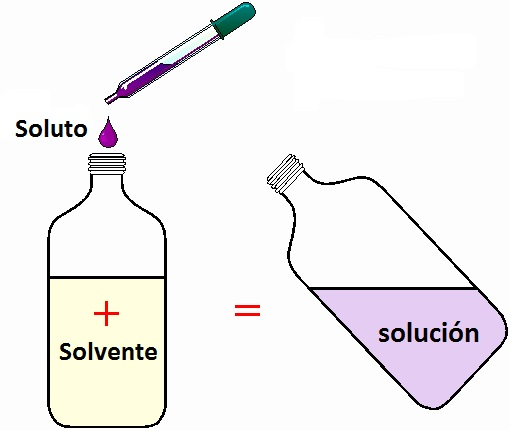 Soluto
+
Solvente
=
solución